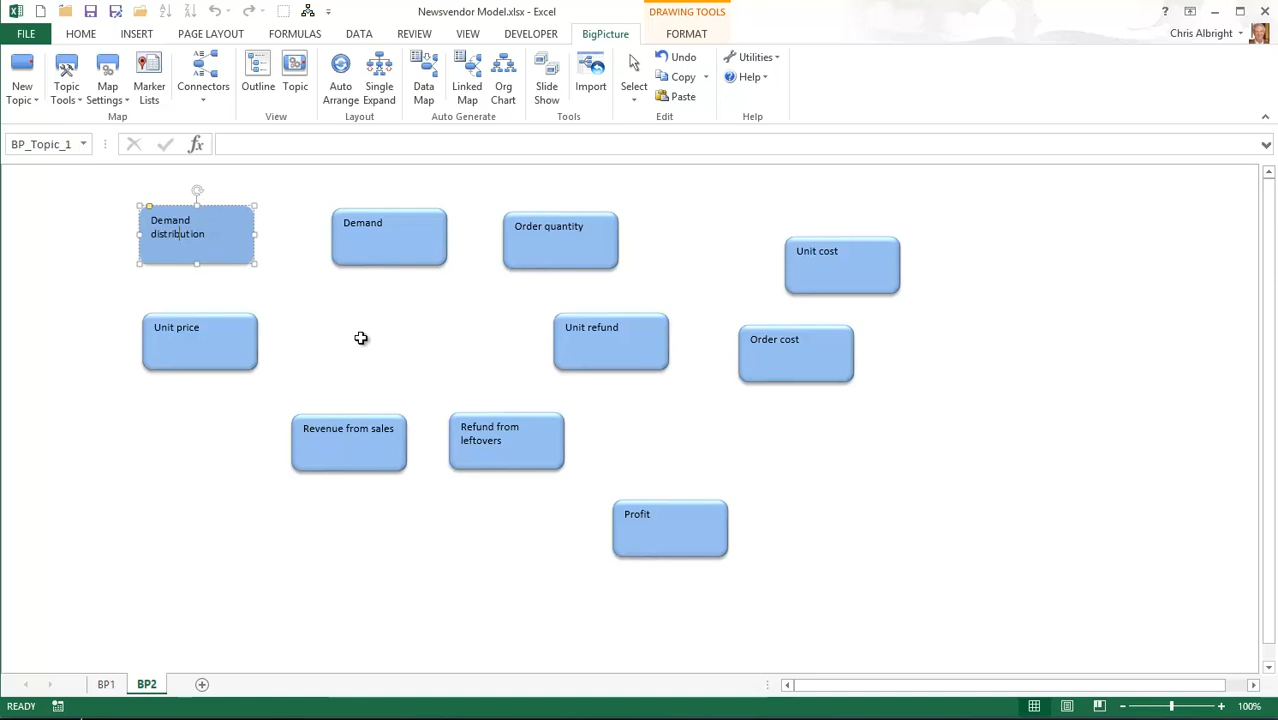 Newsvendor Model.xlsx - Excel
DRAWING TOOLS
?
FILE
HOME
INSERT
PAGE LAYOUT
FORMULAS
DATA
REVIEW
VIEW
DEVELOPER
BigPicture
FORMAT
Chris Albright
New
Topic
Topic
Tools
Map
Settings
Marker
Lists
Connectors
Outline
Topic
Auto
Arrange
Single
Expand
Data
Map
Linked
Map
Org
Chart
Slide
Show
Import
Select
Undo
Copy
Paste
Utilities
Help
Map
View
Layout
Auto Generate
Tools
Edit
Help
BP_Topic_1
fx
Demand
distribution
Demand
Order quantity
Unit cost
Unit price
Unit refund
Order cost
Revenue from sales
Refund from
leftovers
Profit
BP1
BP2
READY
100%